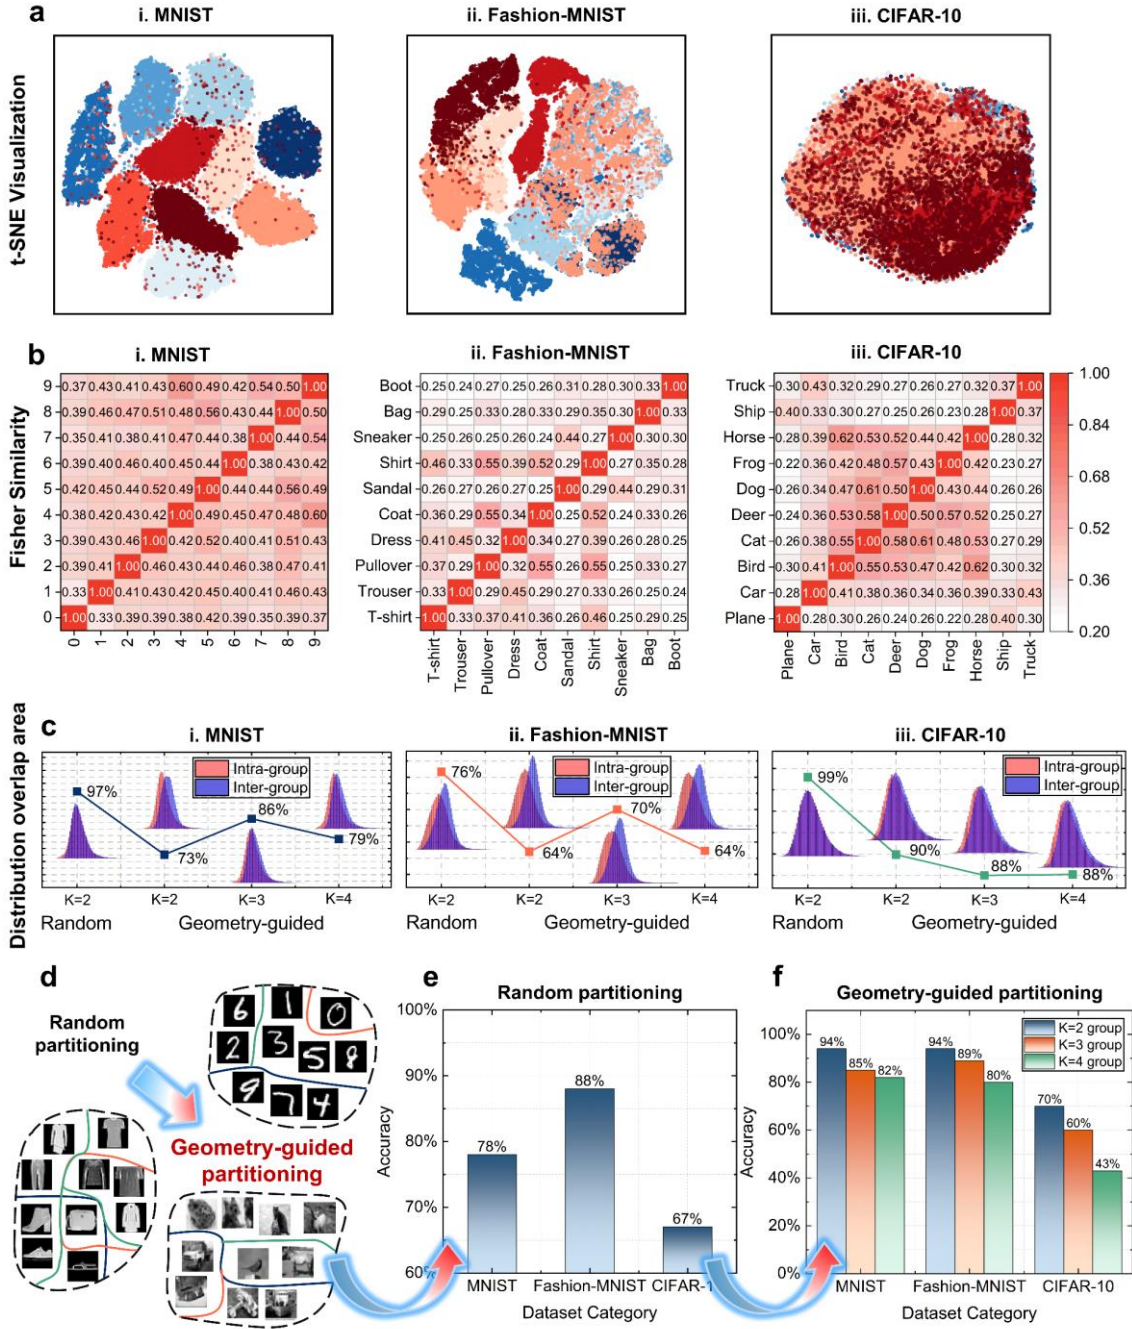 a
i. MNIST
ii. Fashion-MNIST
iii. CIFAR-10
t-SNE Visualization
b
i. MNIST
ii. Fashion-MNIST
iii. CIFAR-10
Fisher Similarity
9 0.37 0.43 0.41 0.43 0.60 0.49 0.42 0.54 0.50 1.00
8 0.39 0.46 0.47 0.51 0.48 0.56 0.43 0.44 1.00 0.50
7 0.35 0.41 0.38 0.41 0.47 0.44 0.38 1.00 0.44 0.54
6 0.39 0.40 0.46 0.40 0.45 0.44 1.00 0.38 0.43 0.42
5 0.42 0.45 0.44 0.52 0.49 1.00 0.44 0.44 0.56 0.49
4 0.38 0.42 0.43 0.42 1.00 0.49 0.45 0.47 0.48 0.60
3 0.39 0.43 0.46 1.00 0.42 0.52 0.40 0.41 0.51 0.43
2 0.39 0.41 1.00 0.46 0.43 0.44 0.46 0.38 0.47 0.41
1 0.33 1.00 0.41 0.43 0.42 0.45 0.40 0.41 0.46 0.43
0 1.00 0.33 0.39 0.39 0.38 0.42 0.39 0.35 0.39 0.37
0 1 2 3 4 5 6 7 8 9
Boot 0.25 0.24 0.27 0.25 0.26 0.31 0.28 0.30 0.33 1.00
Bag 0.29 0.25 0.33 0.28 0.33 0.29 0.35 0.30 1.00 0.33
Sneaker 0.25 0.26 0.25 0.26 0.24 0.44 0.27 1.00 0.30 0.30
Shirt 0.46 0.33 0.55 0.39 0.52 0.29 1.00 0.27 0.35 0.28
Sandal 0.26 0.27 0.26 0.27 0.25 1.00 0.29 0.44 0.29 0.31
Coat 0.36 0.29 0.55 0.34 1.00 0.25 0.52 0.24 0.33 0.26
Dress 0.41 0.45 0.32 1.00 0.34 0.27 0.39 0.26 0.28 0.25
Pullover 0.37 0.29 1.00 0.32 0.55 0.26 0.55 0.25 0.33 0.27
Trouser 0.33 1.00 0.29 0.45 0.29 0.27 0.33 0.26 0.25 0.24
T-shirt 1.00 0.33 0.37 0.41 0.36 0.26 0.46 0.25 0.29 0.25
T-shirt Trouser Pullover Dress Coat Sandal Shirt Sneaker Bag Boot
Truck 0.30 0.43 0.32 0.29 0.27 0.26 0.27 0.32 0.37 1.00
Ship 0.40 0.33 0.30 0.27 0.25 0.26 0.23 0.28 1.00 0.37
Horse 0.28 0.39 0.62 0.53 0.52 0.44 0.42 1.00 0.28 0.32
Frog 0.22 0.36 0.42 0.48 0.57 0.43 1.00 0.42 0.23 0.27
Dog 0.26 0.34 0.47 0.61 0.50 1.00 0.43 0.44 0.26 0.26
Deer 0.24 0.36 0.53 0.58 1.00 0.50 0.57 0.52 0.24 0.27
Cat 0.26 0.38 0.55 1.00 0.58 0.61 0.48 0.53 0.27 0.29
Bird 0.30 0.41 1.00 0.55 0.53 0.47 0.42 0.62 0.30 0.32
Car 0.28 1.00 0.41 0.38 0.36 0.34 0.36 0.39 0.33 0.43
Plane 1.00 0.28 0.30 0.26 0.24 0.26 0.22 0.28 0.40 0.30
Plane Car Bird Cat Deer Dog Frog Horse Ship Truck
1.00
0.84
0.68
0.52
0.36
0.20
c
i. MNIST
ii. Fashion-MNIST
iii. CIFAR-10
Distribution overlap area
Intra-group
Inter-group
97%
73%
86%
79%
K=2 K=2 K=3 K=4
Random Geometry-guided
Intra-group
Inter-group
76%
64%
70%
64%
K=2 K=2 K=3 K=4
Random Geometry-guided
Intra-group
Inter-group
99%
90%
88%
88%
K=2 K=2 K=3 K=4
Random Geometry-guided
d
Random
partitioning
6 1 0
2 3 5 8
9 7 4
Geometry-guided
partitioning
e
Random partitioning
Accuracy
100%
90%
80%
70%
60%
78%
88%
67%
MNIST Fashion-MNIST CIFAR-1
Dataset Category
f
Geometry-guided partitioning
Accuracy
100%
80%
60%
40%
20%
0%
K=2 group
K=3 group
K=4 group
94% 85% 82%
94% 89% 80%
70% 60% 43%
MNIST Fashion-MNIST CIFAR-10
Dataset Category